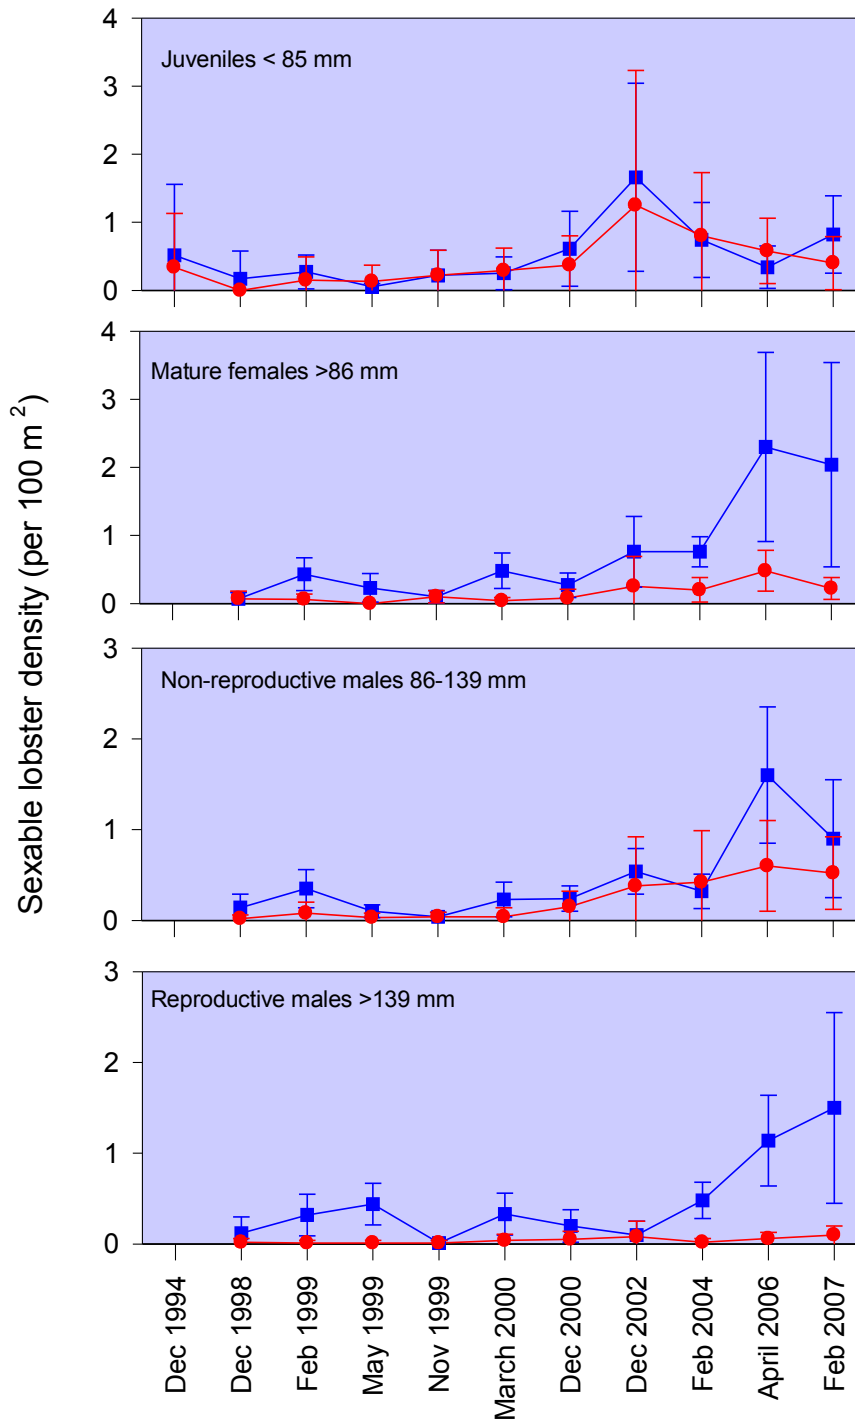 Sexable lobster density (per 100 m²)
4
3
2
1
0
Juveniles < 85 mm
4
3
2
1
0
Mature females >86 mm
3
2
1
0
Non-reproductive males 86-139 mm
3
2
1
0
Reproductive males >139 mm
Dec 1994
Dec 1998
Feb 1999
May 1999
Nov 1999
March 2000
Dec 2000
Dec 2002
Feb 2004
April 2006
Feb 2007